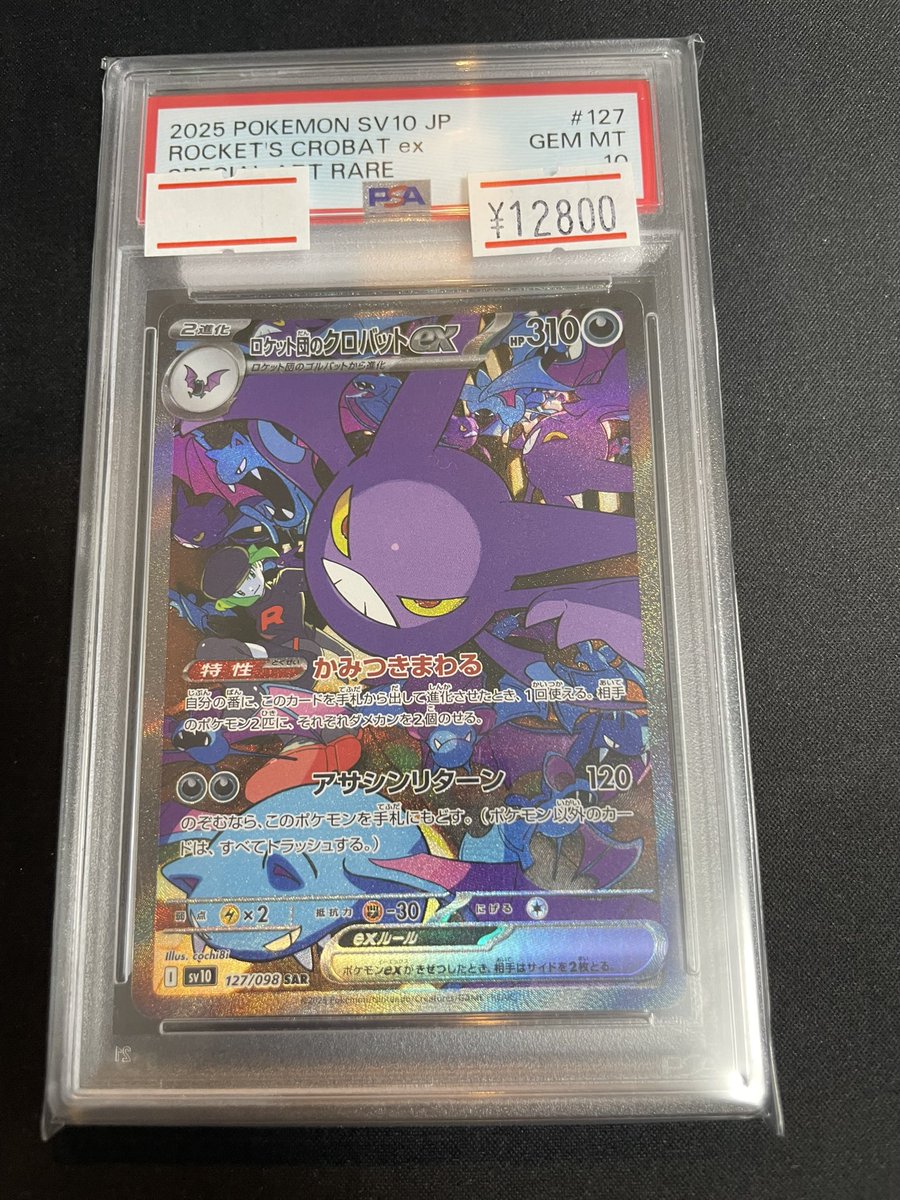 2025 POKEMON SV10 JP
#127
ROCKET'S CROBAT ex
GEM MT
SPECIAL ART RARE
10
PSA
¥12800
2進化
ロケット団のクロバットex
HP310
ロケット団のゴルバットから進化
R
特性 かみつきまわる
自分の番に、このカードを手札から出して進化させたとき、1回使える。相手
のポケモン2匹に、それぞれダメカンを2個のせる。
アサシンリターン 120
のぞむなら、このポケモンを手札にもどす。(ポケモン以外のカー
ドは、すべてトラッシュする。)
弱点 ×2 抵抗力 -30 にげる
exルール
ポケモンexがきぜつしたとき、相手はサイドを2枚とる。
Illus. cochi8i
I sv10 127/098 SAR
©2025 Pokémon/Nintendo/Creatures/GAME FREAK